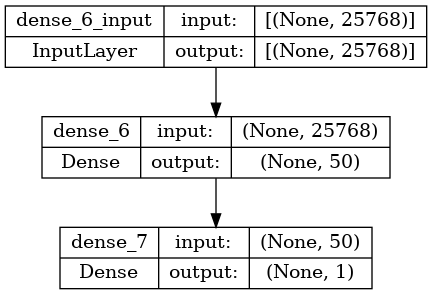 dense_6_input input: [(None, 25768)]
InputLayer output: [(None, 25768)]
dense_6 input: (None, 25768)
Dense output: (None, 50)
dense_7 input: (None, 50)
Dense output: (None, 1)